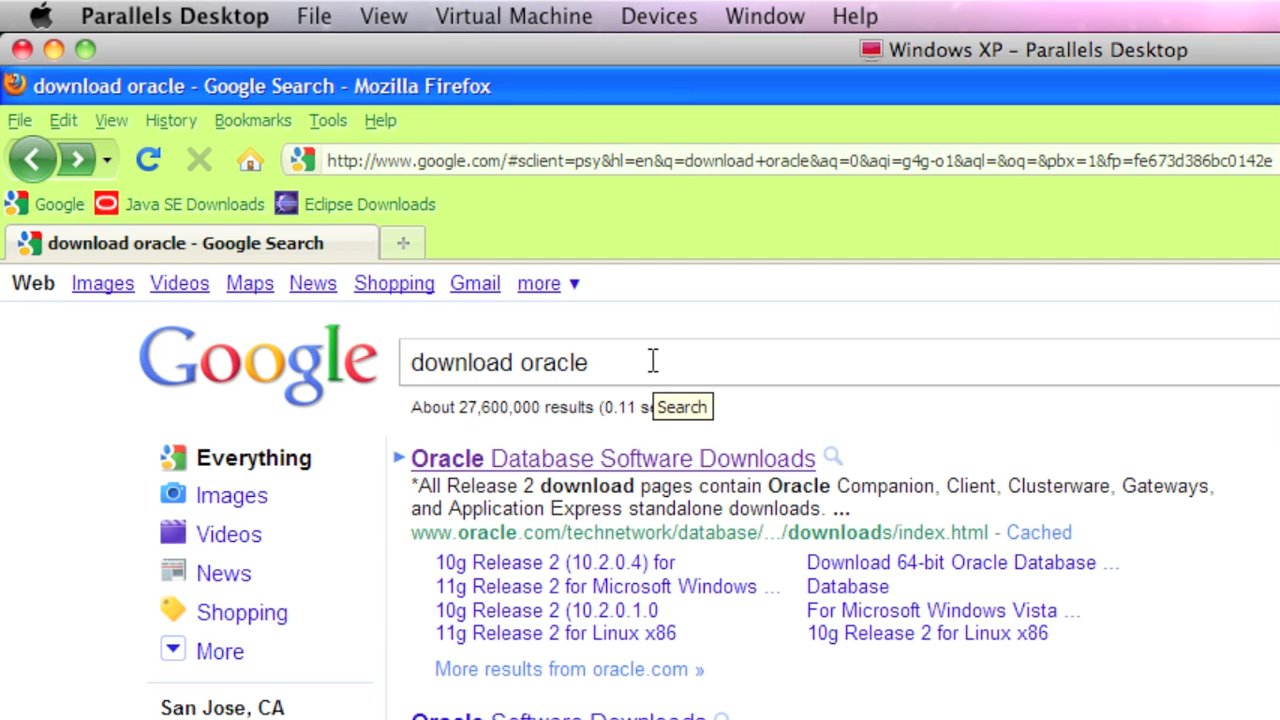 Parallels Desktop File View Virtual Machine Devices Window Help
Windows XP - Parallels Desktop
download oracle - Google Search - Mozilla Firefox
File Edit View History Bookmarks Tools Help
http://www.google.com/#sclient=psy&hl=en&q=download+oracle&aq=0&aqi=g4g-o1&aql=&oq=&pbx=1&fp=fe673d386bc0142e
Google Java SE Downloads Eclipse Downloads
download oracle - Google Search
Web Images Videos Maps News Shopping Gmail more ▼
Google download oracle
About 27,600,000 results (0.11 s
Search
Everything
Images
Videos
News
Shopping
More
San Jose, CA
Oracle Database Software Downloads
*All Release 2 download pages contain Oracle Companion, Client, Clusterware, Gateways,
and Application Express standalone downloads. ...
www.oracle.com/technetwork/database/.../downloads/index.html - Cached
10g Release 2 (10.2.0.4) for Download 64-bit Oracle Database ...
11g Release 2 for Microsoft Windows ... Database
10g Release 2 (10.2.0.1.0 For Microsoft Windows Vista ...
11g Release 2 for Linux x86 10g Release 2 for Linux x86
More results from oracle.com »
Oracle Software Downloads